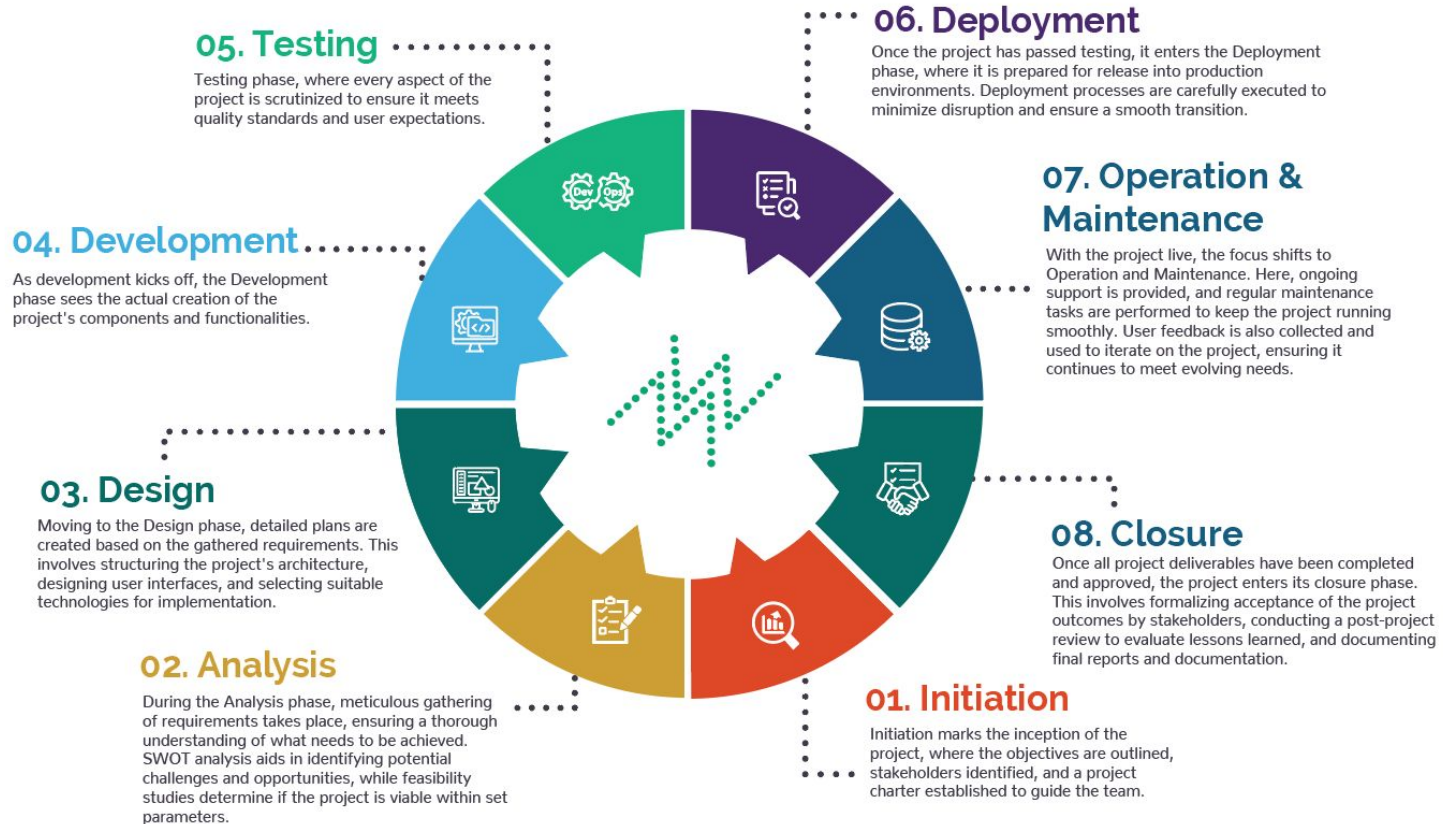 05. Testing
Testing phase, where every aspect of the
project is scrutinized to ensure it meets
quality standards and user expectations.
06. Deployment
Once the project has passed testing, it enters the Deployment
phase, where it is prepared for release into production
environments. Deployment processes are carefully executed to
minimize disruption and ensure a smooth transition.
04. Development
As development kicks off, the Development
phase sees the actual creation of the
project's components and functionalities.
Dev Ops
07. Operation &
Maintenance
With the project live, the focus shifts to
Operation and Maintenance. Here, ongoing
support is provided, and regular maintenance
tasks are performed to keep the project running
smoothly. User feedback is also collected and
used to iterate on the project, ensuring it
continues to meet evolving needs.
03. Design
Moving to the Design phase, detailed plans are
created based on the gathered requirements. This
involves structuring the project's architecture,
designing user interfaces, and selecting suitable
technologies for implementation.
08. Closure
Once all project deliverables have been completed
and approved, the project enters its closure phase.
This involves formalizing acceptance of the project
outcomes by stakeholders, conducting a post-project
review to evaluate lessons learned, and documenting
final reports and documentation.
02. Analysis
During the Analysis phase, meticulous gathering
of requirements takes place, ensuring a thorough
understanding of what needs to be achieved.
SWOT analysis aids in identifying potential
challenges and opportunities, while feasibility
studies determine if the project is viable within set
parameters.
01. Initiation
Initiation marks the inception of the
project, where the objectives are outlined,
stakeholders identified, and a project
charter established to guide the team.